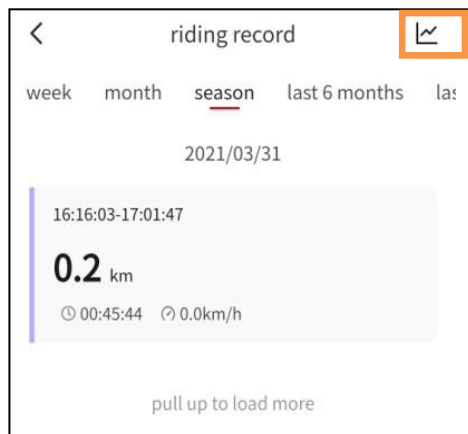 riding record
week month season last 6 months las
2021/03/31
16:16:03-17:01:47
0.2 km
00:45:44 0.0km/h
pull up to load more